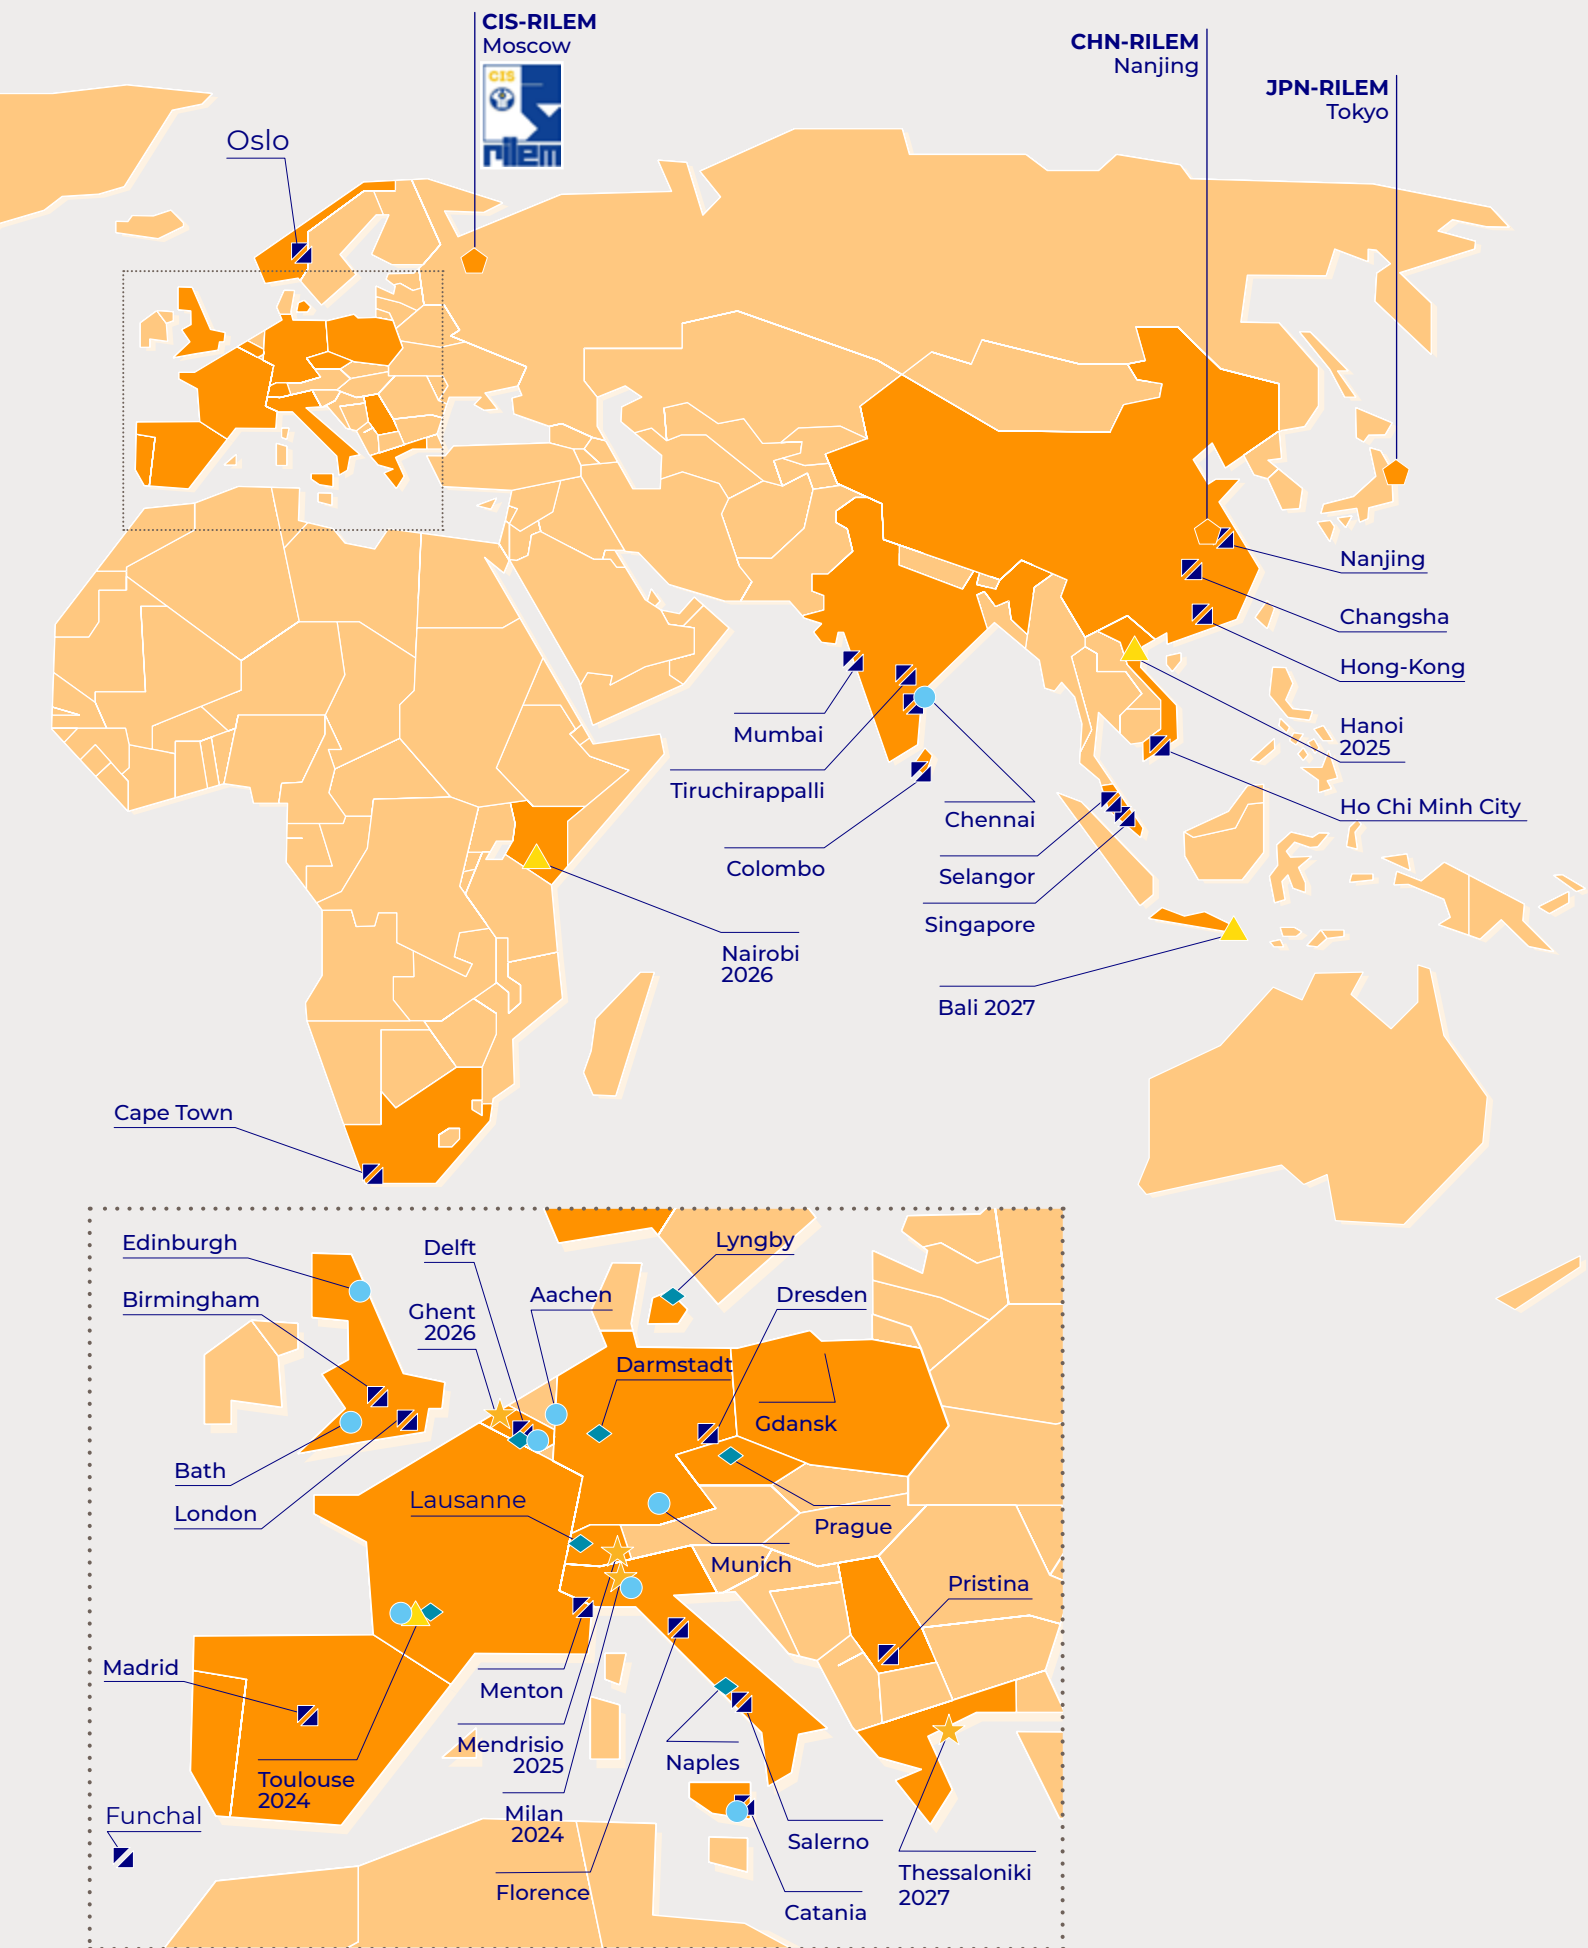 CIS-RILEM
Moscow
CIS
rilem
CHN-RILEM
Nanjing
JPN-RILEM
Tokyo
Oslo
Nanjing
Changsha
Hong-Kong
Hanoi
2025
Ho Chi Minh City
Mumbai
Tiruchirappalli
Chennai
Colombo
Selangor
Singapore
Nairobi
2026
Bali 2027
Cape Town
Edinburgh
Delft
Lyngby
Birmingham
Aachen
Dresden
Ghent
2026
Darmstadt
Gdansk
Bath
Lausanne
London
Prague
Munich
Pristina
Madrid
Menton
Mendrisio
2025
Naples
Toulouse
2024
Funchal
Milan
2024
Salerno
Thessaloniki
2027
Florence
Catania